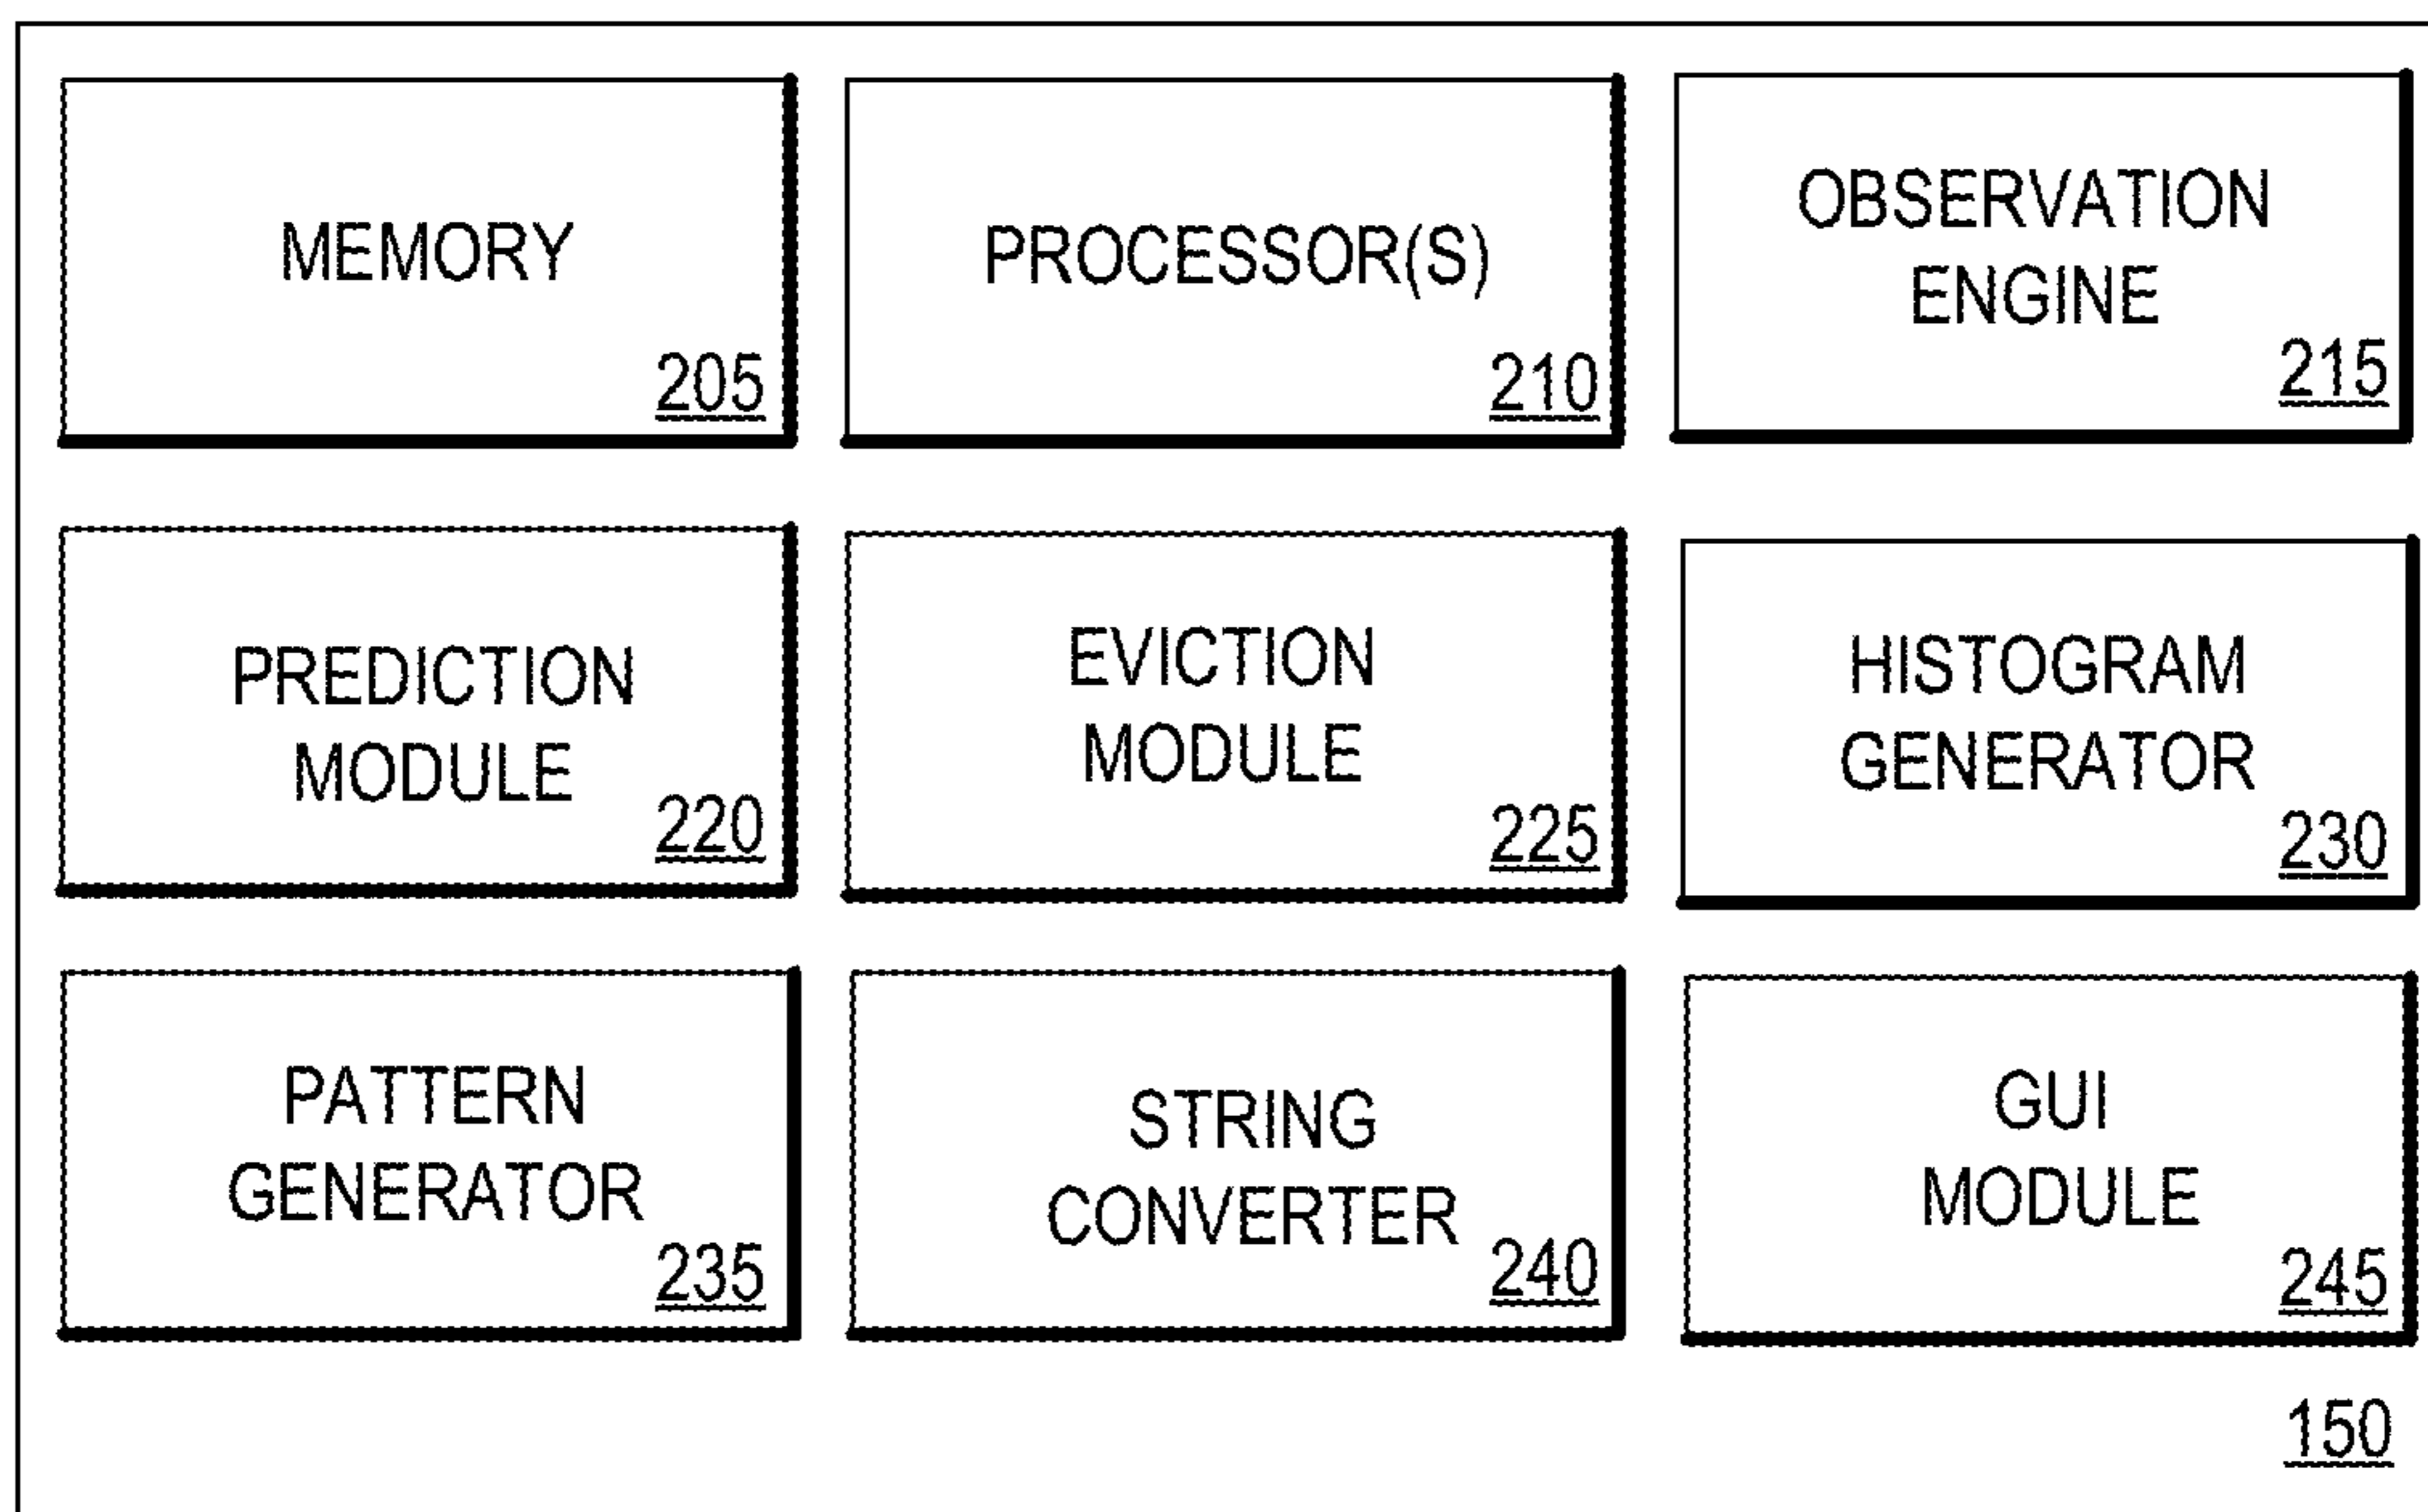 MEMORY
205
PROCESSOR(S)
210
OBSERVATION
ENGINE
215
PREDICTION
MODULE
220
EVICTION
MODULE
225
HISTOGRAM
GENERATOR
230
PATTERN
GENERATOR
235
STRING
CONVERTER
240
GUI
MODULE
245
150